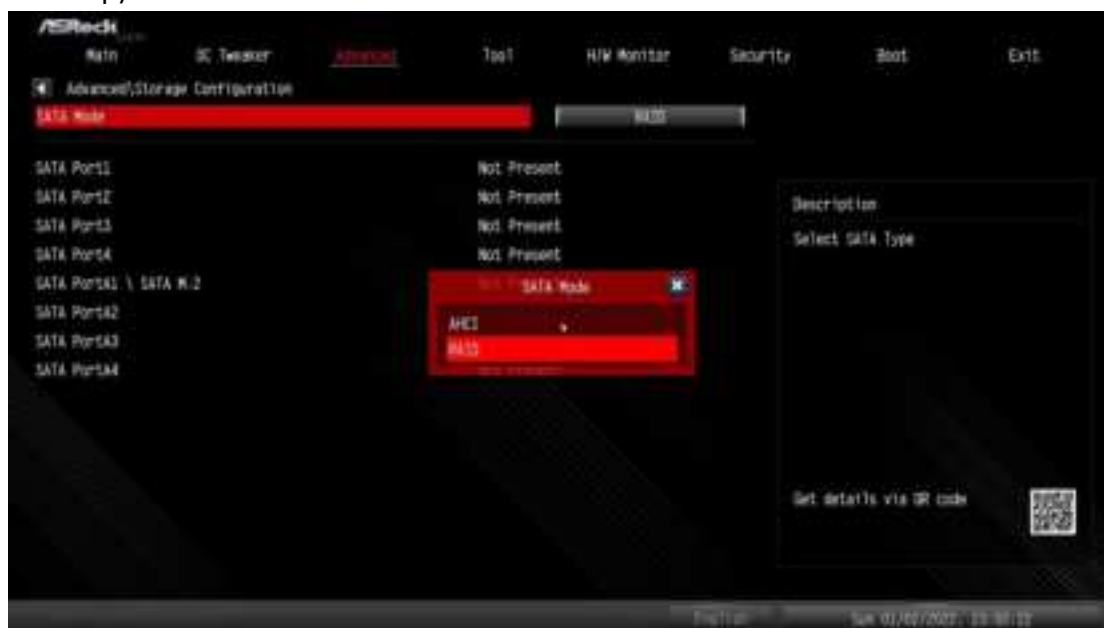 ASRock
Main OC Tweaker Advanced Tool H/W Monitor Security Boot Exit
Advanced\Storage Configuration
SATA Mode RAID
SATA Port1 Not Present
SATA Port2 Not Present
SATA Port3 Not Present
SATA Port4 Not Present
SATA PortA1 \ SATA M.2
SATA PortA2
SATA PortA3
SATA PortA4
SATA Mode
AHCI
RAID
Description
Select SATA Type
Get details via QR code
English